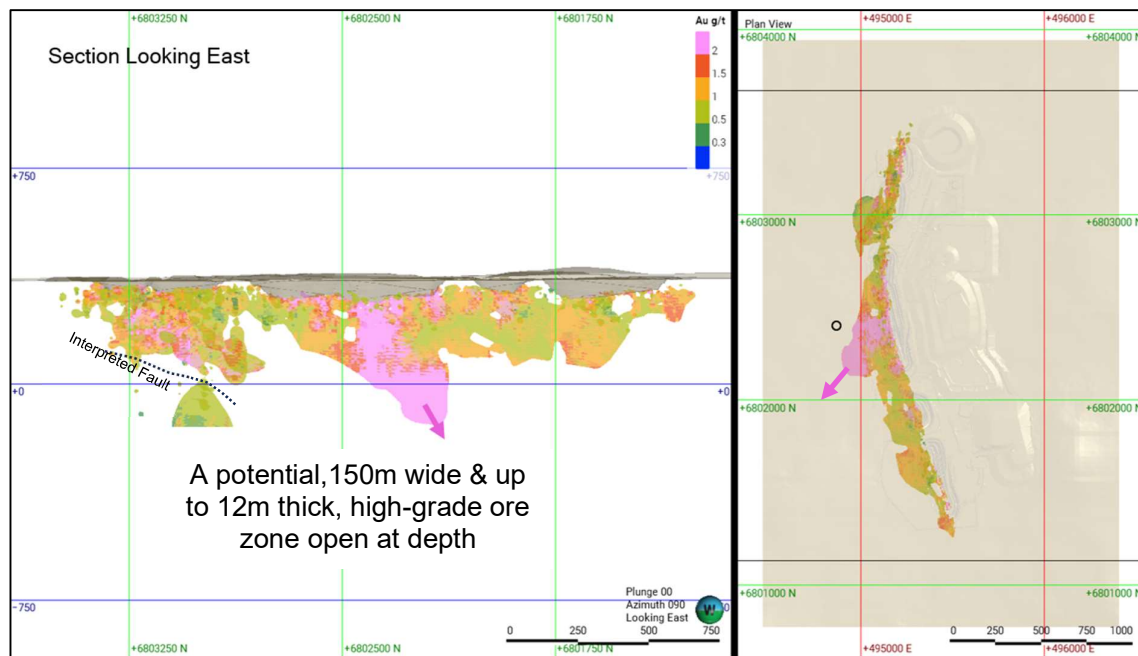 +6803250 N
+6802500 N
+6801750 N
Section Looking East
Au g/t
2
1.5
1
0.5
0.3
+750
+750
Interpreted Fault
+0
+0
A potential,150m wide & up
to 12m thick, high-grade ore
zone open at depth
-750
Plunge 00
Azimuth 090
Looking East
W
0
0 250 500 750
+6803250 N
+6802500 N
+6801750 N
Plan View
+495000 E
+496000 E
+6804000 N
+6804000 N
+6803000 N
+6803000 N
+6802000 N
+6802000 N
+6801000 N
+6801000 N
0 250 500 750 1000
+495000 E
+496000 E